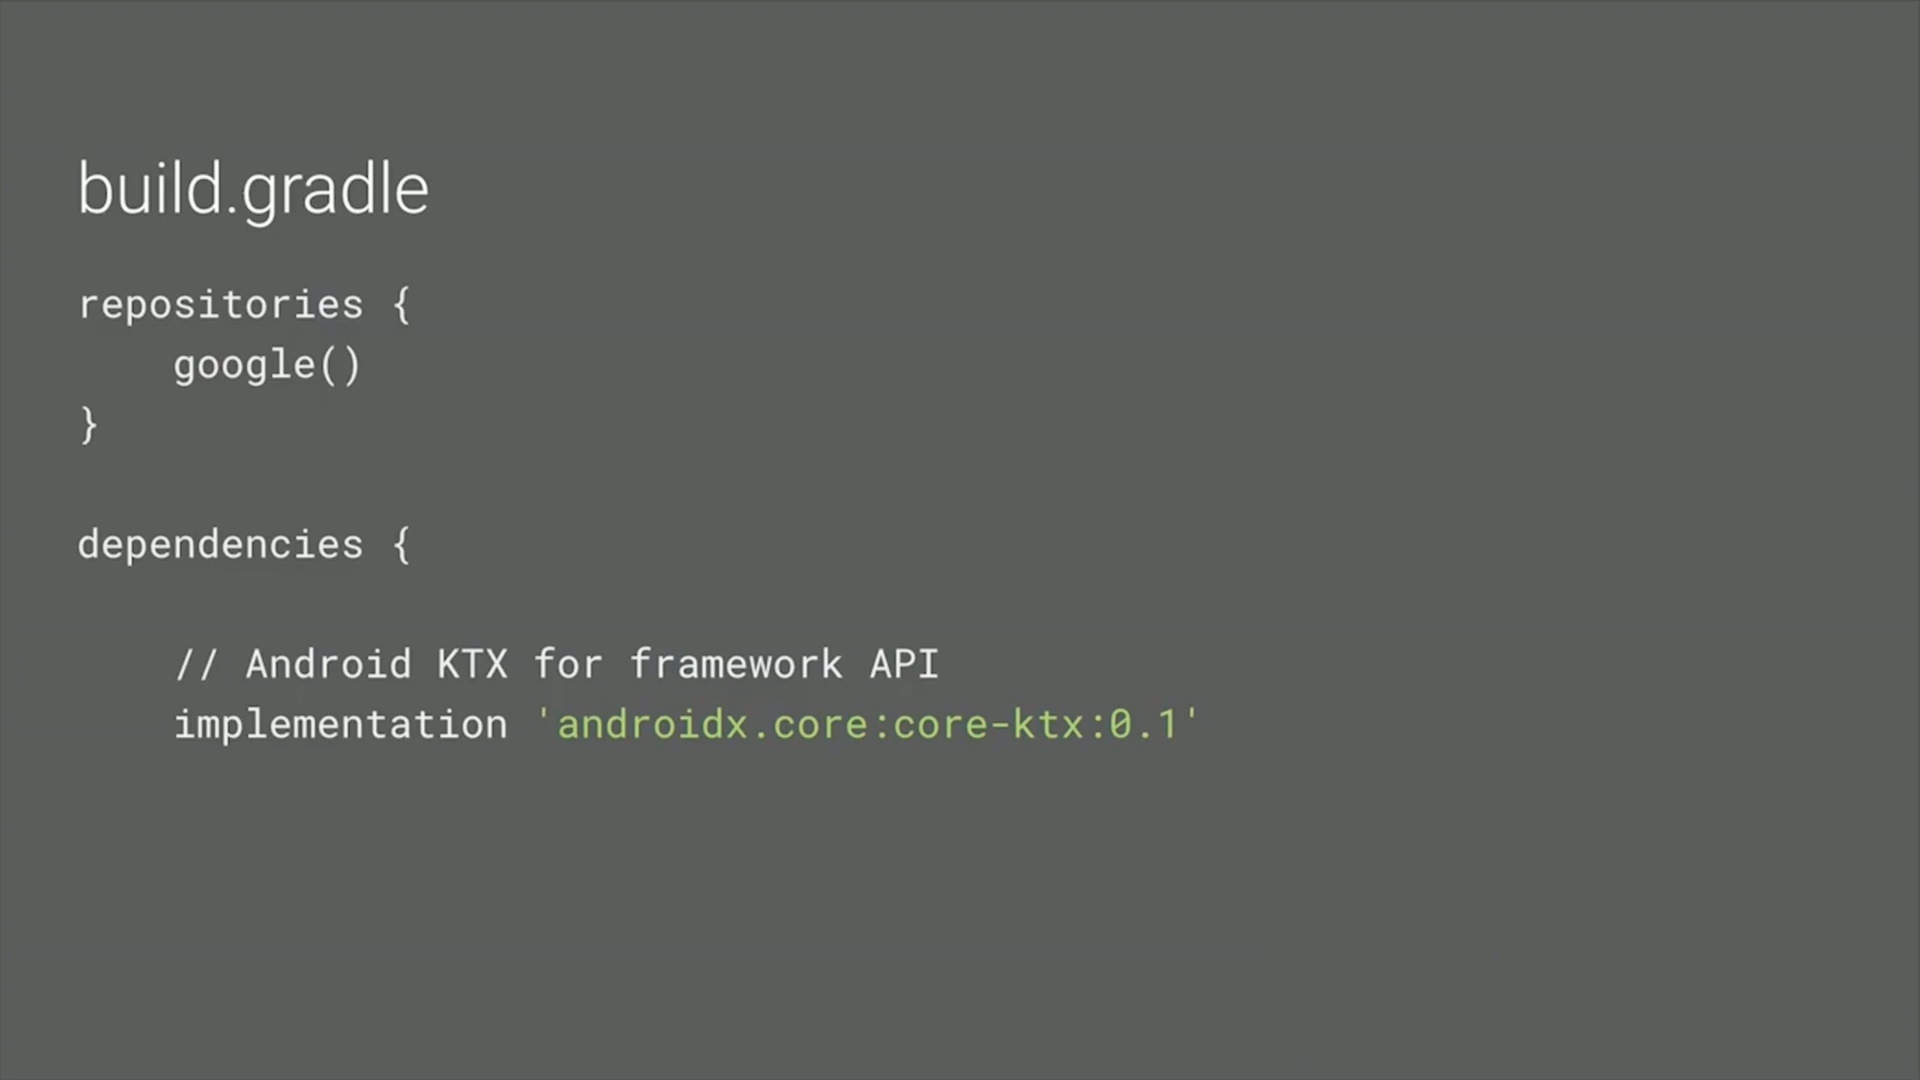 build.gradle
repositories {
google()
}
dependencies {
// Android KTX for framework API
implementation 'androidx.core:core-ktx:0.1'